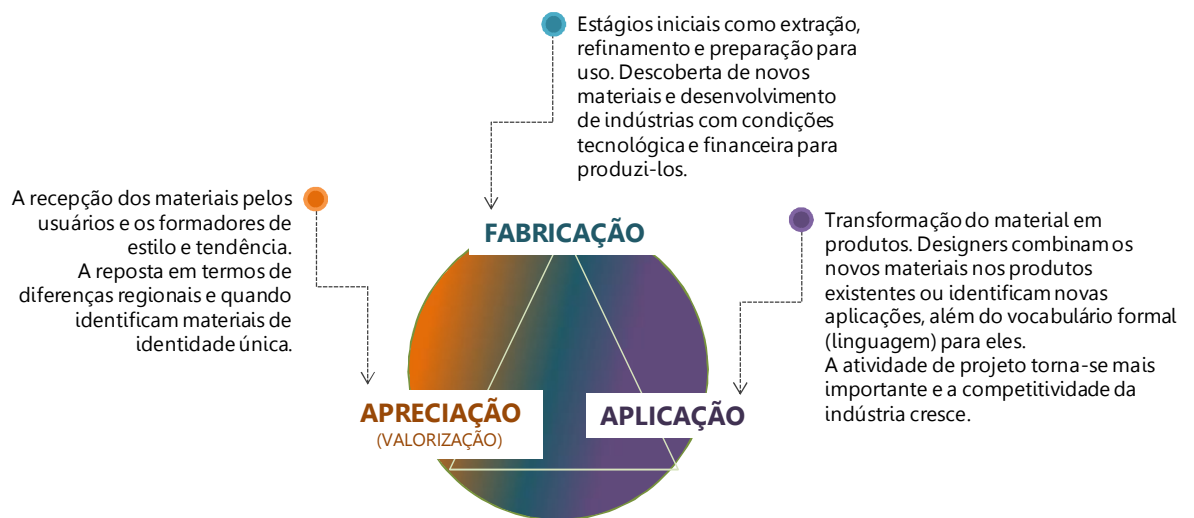 Estágios iniciais como extração,
refinamento e preparação para
uso. Descoberta de novos
materiais e desenvolvimento
de indústrias com condições
tecnológica e financeira para
produzi-los.
A recepção dos materiais pelos
usuários e os formadores de
estilo e tendência.
A reposta em termos de
diferenças regionais e quando
identificam materiais de
identidade única.
FABRICAÇÃO
Transformação do material em
produtos. Designers combinam os
novos materiais nos produtos
existentes ou identificam novas
aplicações, além do vocabulário formal
(linguagem) para eles.
A atividade de projeto torna-se mais
importante e a competitividade da
indústria cresce.
APRECIAÇÃO
(VALORIZAÇÃO)
APLICAÇÃO